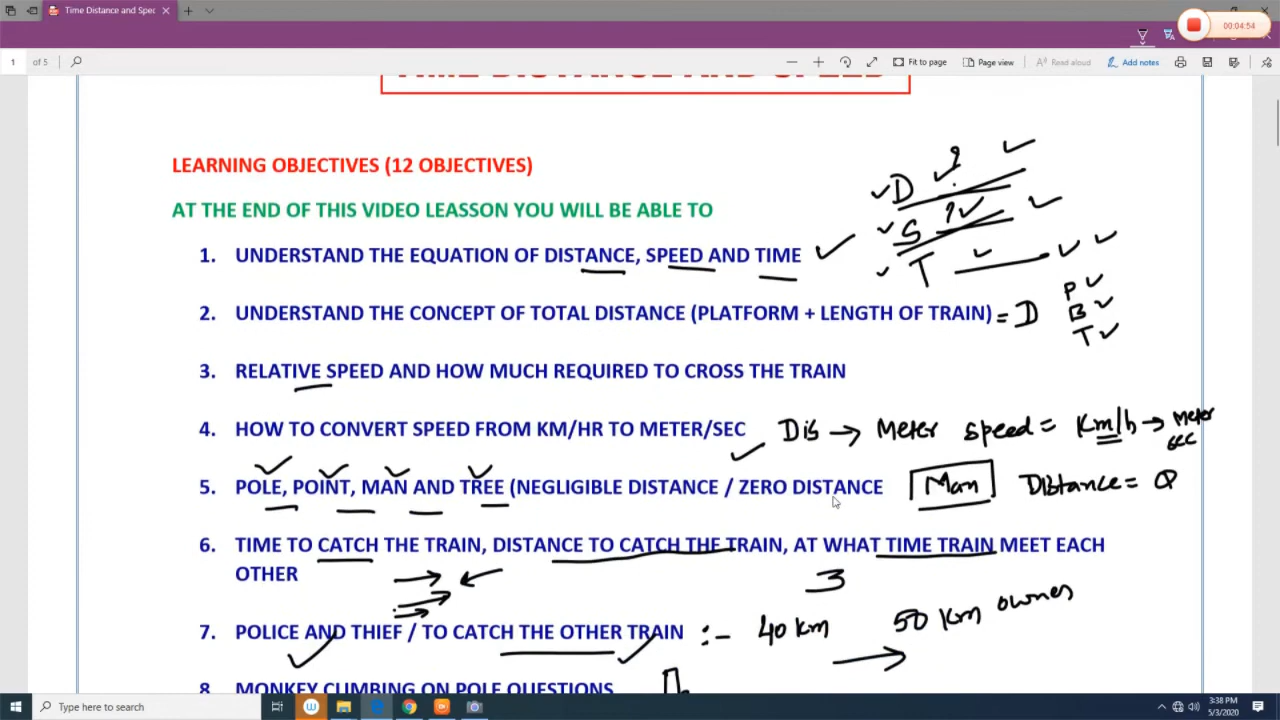 Time Distance and Spec
00:04:54
1 of 5
Fit to page
Page view
Read aloud
Add notes
TIME DISTANCE AND SPEED
LEARNING OBJECTIVES (12 OBJECTIVES)
AT THE END OF THIS VIDEO LEASSON YOU WILL BE ABLE TO
D ?
S ?
T
1. UNDERSTAND THE EQUATION OF DISTANCE, SPEED AND TIME
2. UNDERSTAND THE CONCEPT OF TOTAL DISTANCE (PLATFORM + LENGTH OF TRAIN) = D
P
B
T
3. RELATIVE SPEED AND HOW MUCH REQUIRED TO CROSS THE TRAIN
4. HOW TO CONVERT SPEED FROM KM/HR TO METER/SEC Dis → Meter speed = Km/h → Meter
sec
5. POLE, POINT, MAN AND TREE (NEGLIGIBLE DISTANCE / ZERO DISTANCE Man Distance = 0
6. TIME TO CATCH THE TRAIN, DISTANCE TO CATCH THE TRAIN, AT WHAT TIME TRAIN MEET EACH
OTHER
3
7. POLICE AND THIEF / TO CATCH THE OTHER TRAIN :- 40 km 50 Km owner
8 MONKEY CLIMBING ON POLE QUESTIONS
Type here to search
3:38 PM
5/3/2020